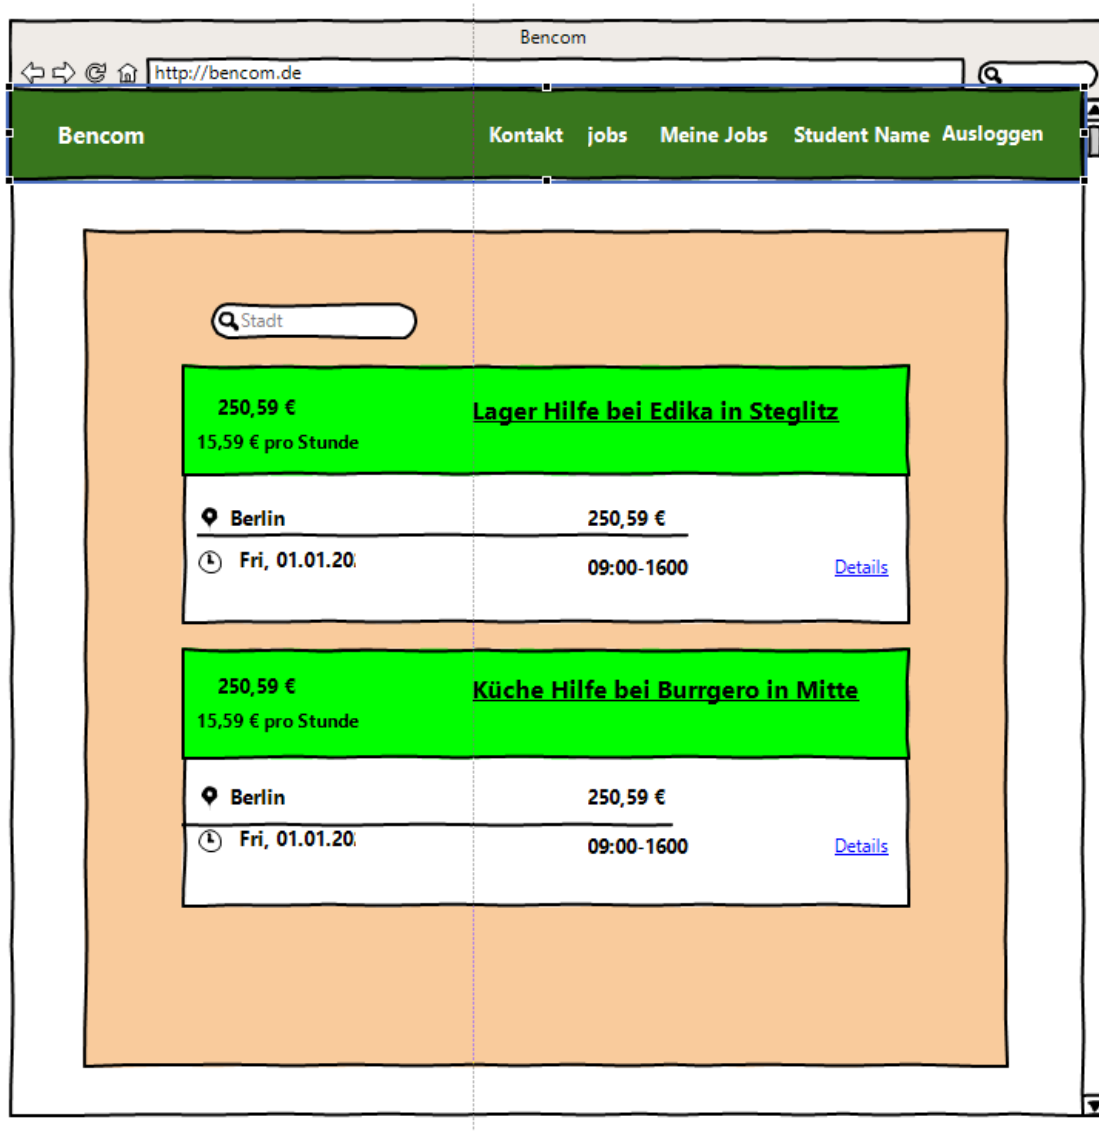 Bencom
http://bencom.de
Bencom Kontakt jobs Meine Jobs Student Name Ausloggen
Stadt
250,59 € Lager Hilfe bei Edika in Steglitz
15,59 € pro Stunde
Berlin 250,59 €
Fri, 01.01.20 09:00-1600 Details
250,59 € Küche Hilfe bei Burrgero in Mitte
15,59 € pro Stunde
Berlin 250,59 €
Fri, 01.01.20 09:00-1600 Details